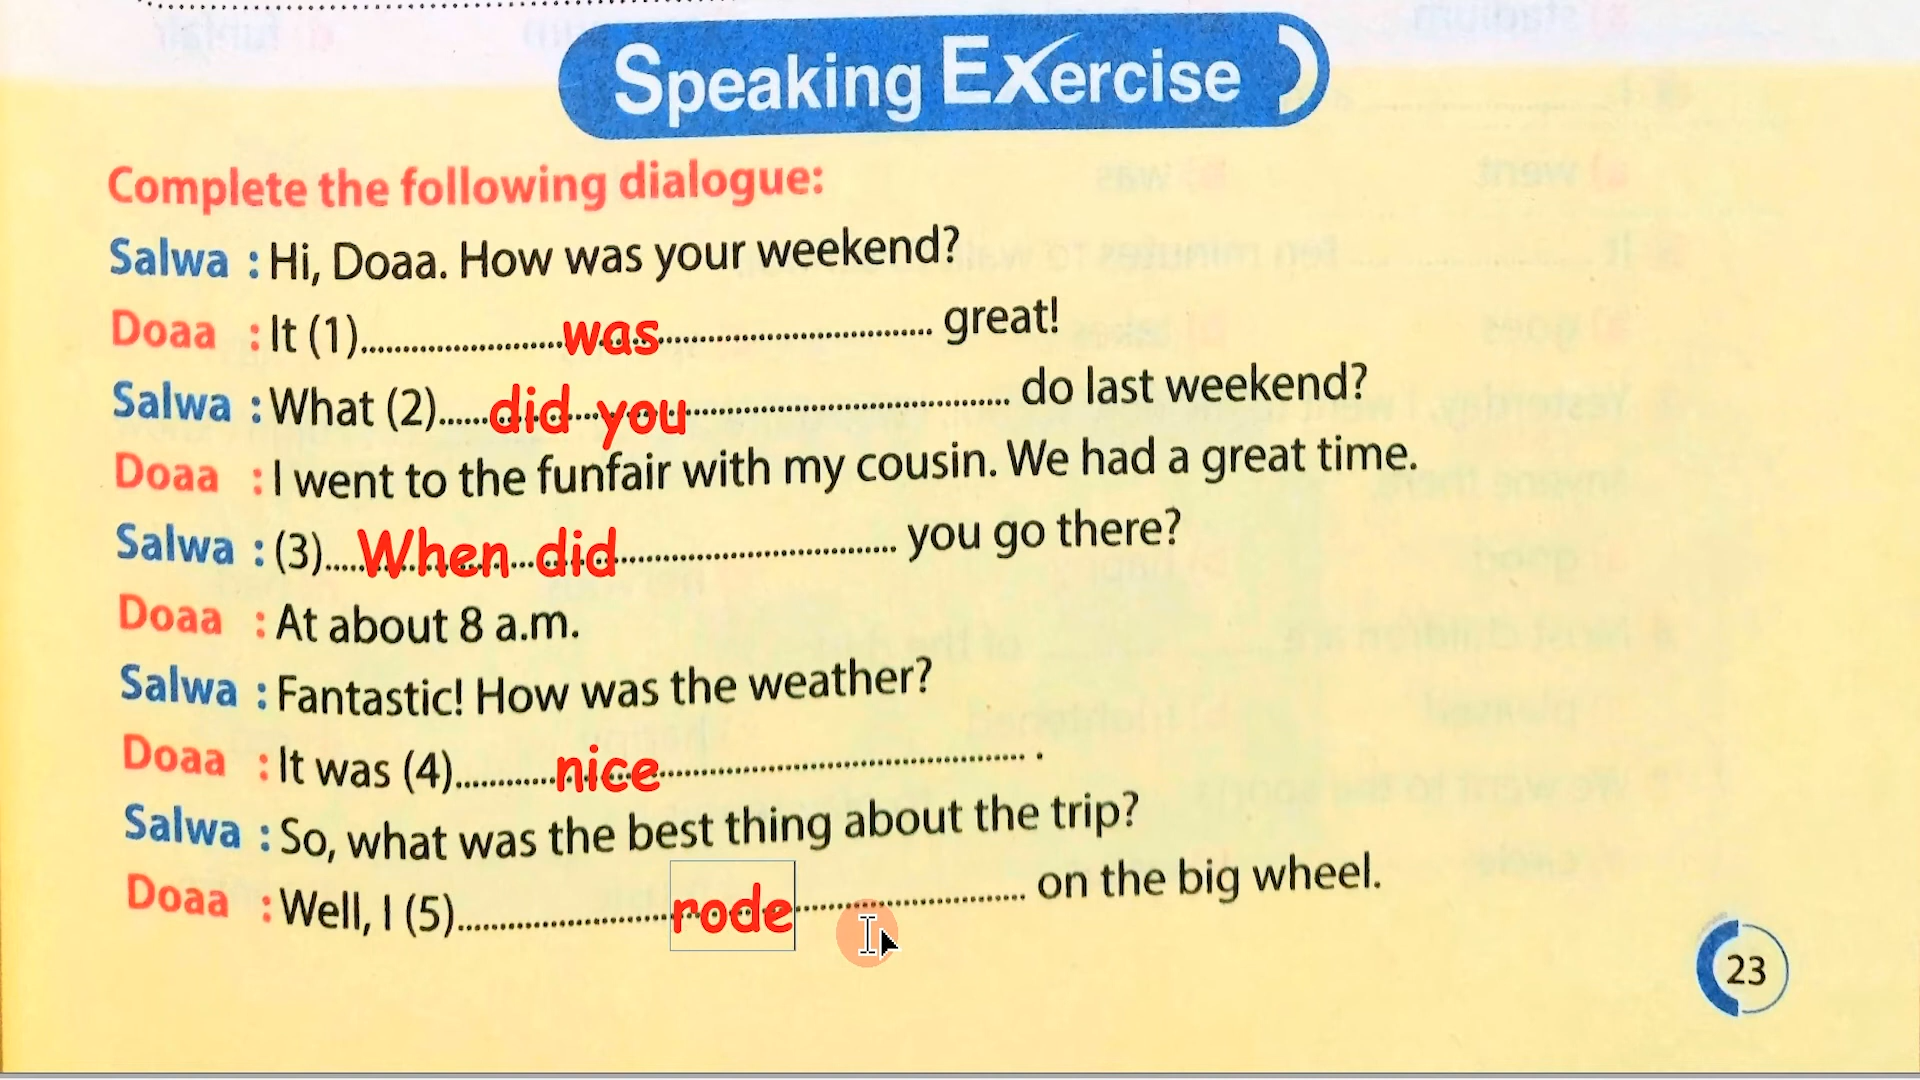 Speaking Exercise
Complete the following dialogue:
Salwa : Hi, Doaa. How was your weekend?
Doaa : It (1) was great!
Salwa : What (2) did you do last weekend?
Doaa : I went to the funfair with my cousin. We had a great time.
Salwa : (3) When did you go there?
Doaa : At about 8 a.m.
Salwa : Fantastic! How was the weather?
Doaa : It was (4) nice .
Salwa : So, what was the best thing about the trip?
Doaa : Well, I (5) rode on the big wheel.
23